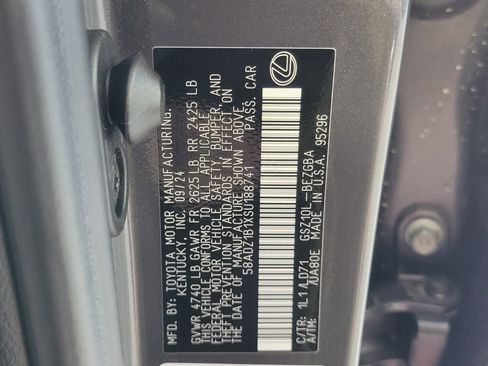 MFD. BY: TOYOTA MOTOR MANUFACTURING,
KENTUCKY, INC. 09/24
GVWR 4740 LB GAWR FR 2625 LB RR 2425 LB
THIS VEHICLE CONFORMS TO ALL APPLICABLE
FEDERAL MOTOR VEHICLE SAFETY, BUMPER, AND
THEFT PREVENTION STANDARDS IN EFFECT ON
THE DATE OF MANUFACTURE SHOWN ABOVE.
58ADZ1B1XSU188741 PASS. CAR
C/TR: 1L1/LD71 GSZ10L-BEZGBA
A/TM: /UA80E MADE IN U.S.A. 95296